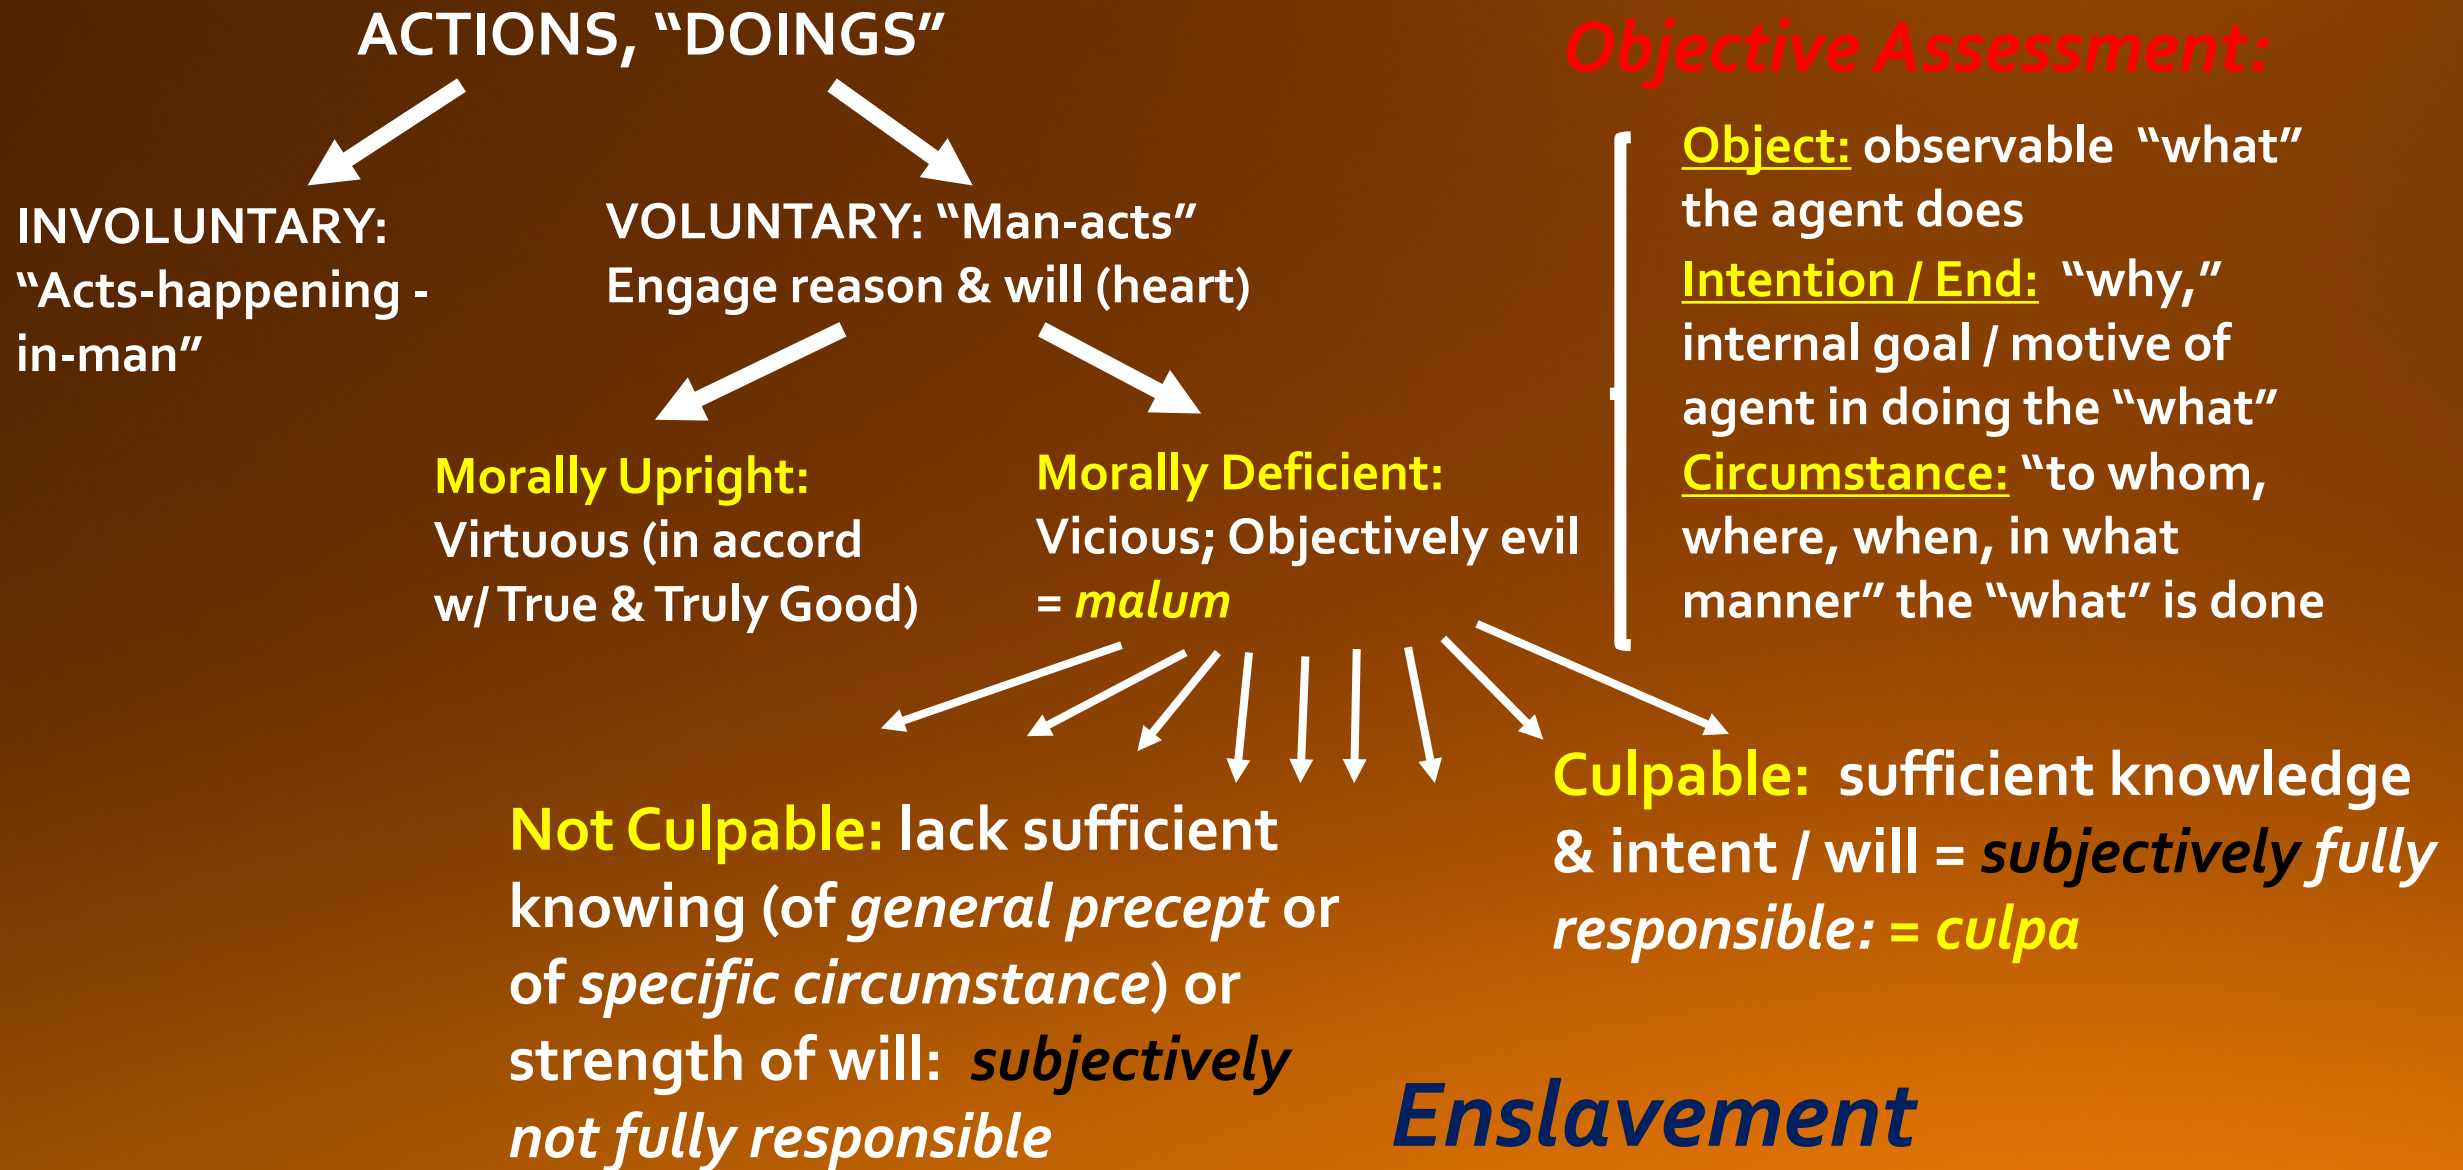 ACTIONS, “DOINGS”
INVOLUNTARY:
“Acts-happening -
in-man”
VOLUNTARY: “Man-acts”
Engage reason & will (heart)
Morally Upright:
Virtuous (in accord
w/ True & Truly Good)
Morally Deficient:
Vicious; Objectively evil
= malum
Objective Assessment:
Object: observable “what”
the agent does
Intention / End: “why,”
internal goal / motive of
agent in doing the “what”
Circumstance: “to whom,
where, when, in what
manner” the “what” is done
Not Culpable: lack sufficient
knowing (of general precept or
of specific circumstance) or
strength of will: subjectively
not fully responsible
Culpable: sufficient knowledge
& intent / will = subjectively fully
responsible: = culpa
Enslavement